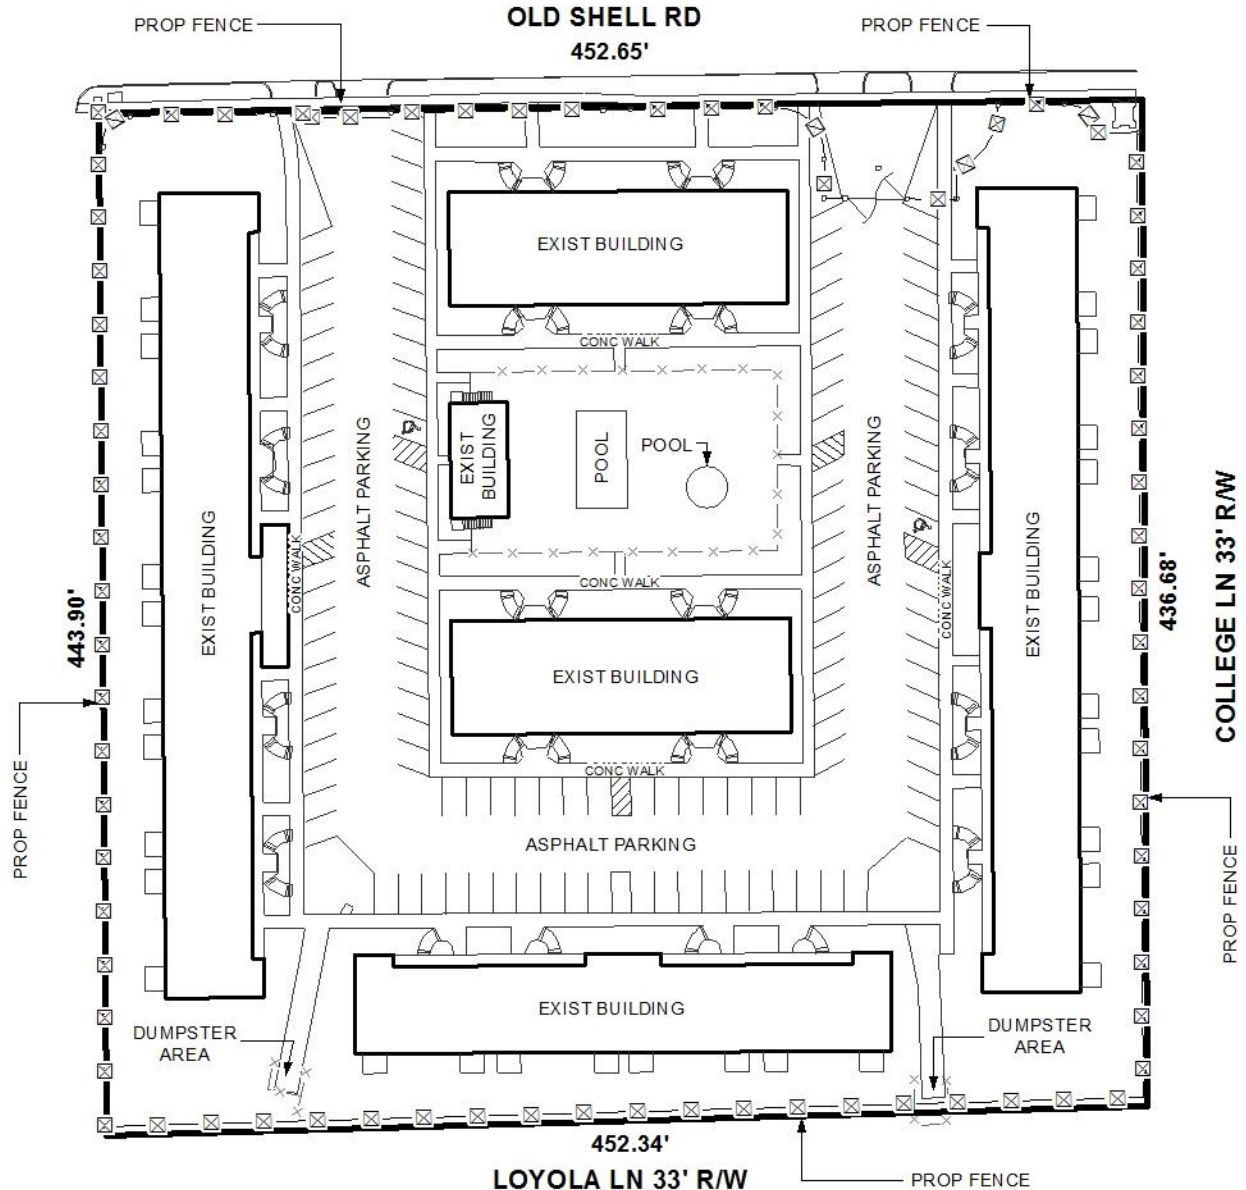 OLD SHELL RD
452.65'
PROP FENCE
PROP FENCE
EXIST BUILDING
CONC WALK
EXIST
BUILDING
POOL
POOL
ASPHALT PARKING
ASPHALT PARKING
EXIST BUILDING
CONC WALK
CONC WALK
CONC WALK
EXIST BUILDING
EXIST BUILDING
CONC WALK
ASPHALT PARKING
443.90'
PROP FENCE
436.68'
COLLEGE LN 33' R/W
PROP FENCE
EXIST BUILDING
DUMPSTER
AREA
DUMPSTER
AREA
452.34'
LOYOLA LN 33' R/W
PROP FENCE